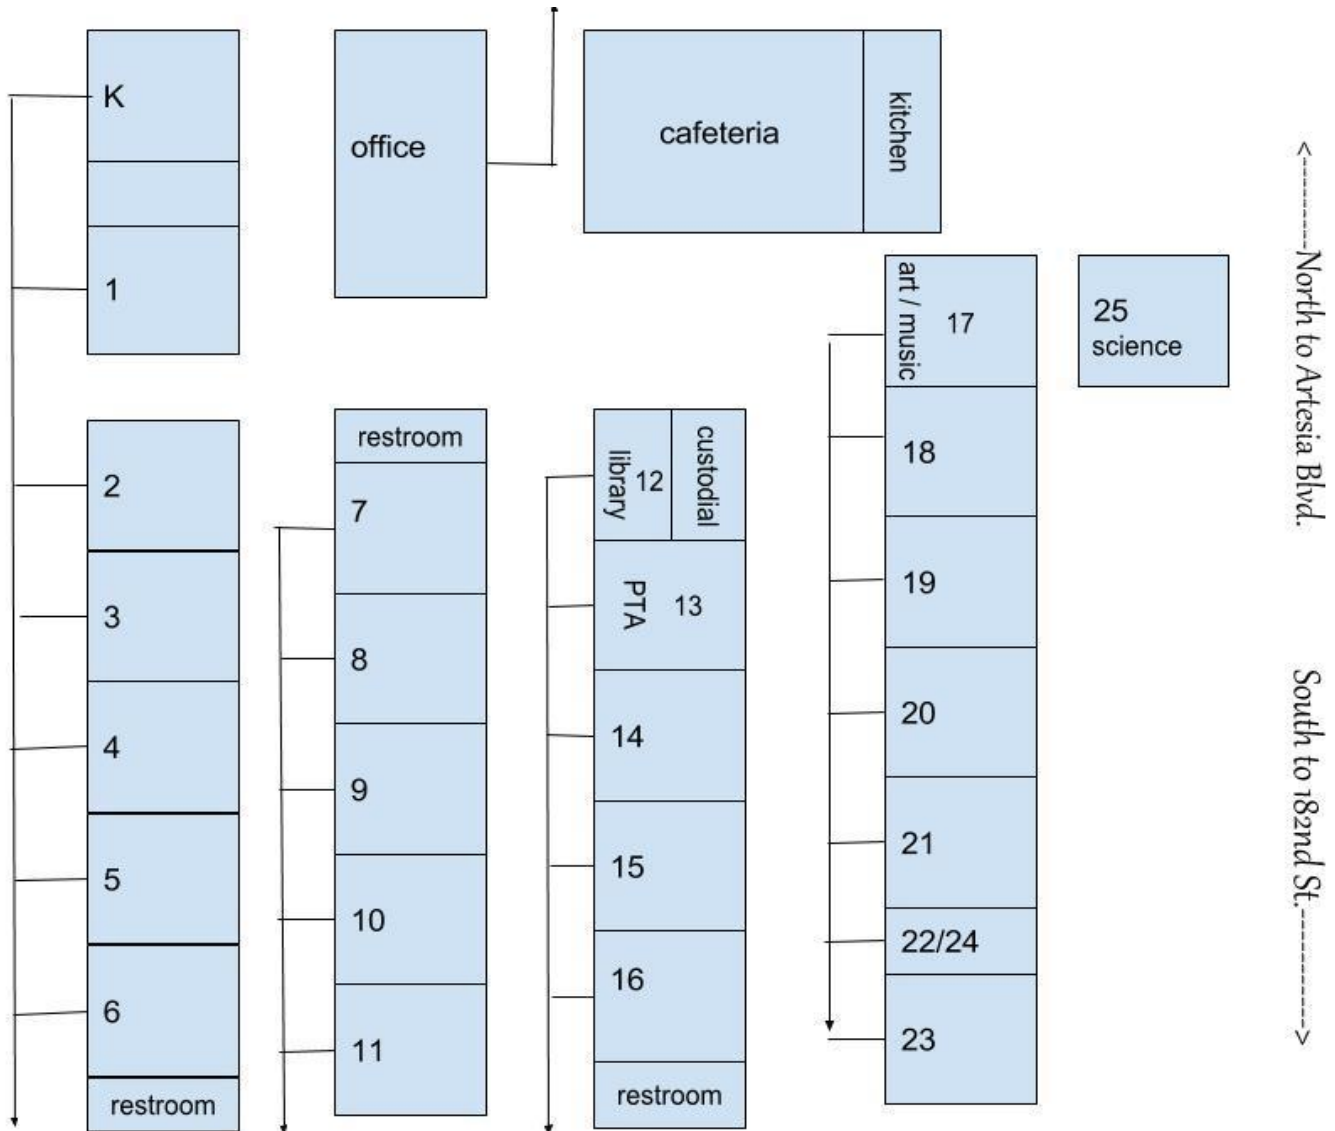 K
1
2
3
4
5
6
restroom
office
restroom
7
8
9
10
11
cafeteria
kitchen
library
12
custodial
PTA
13
14
15
16
restroom
art / music
17
18
19
20
21
22/24
23
25
science
<---------North to Artesia Blvd.
South to 182nd St.----------->